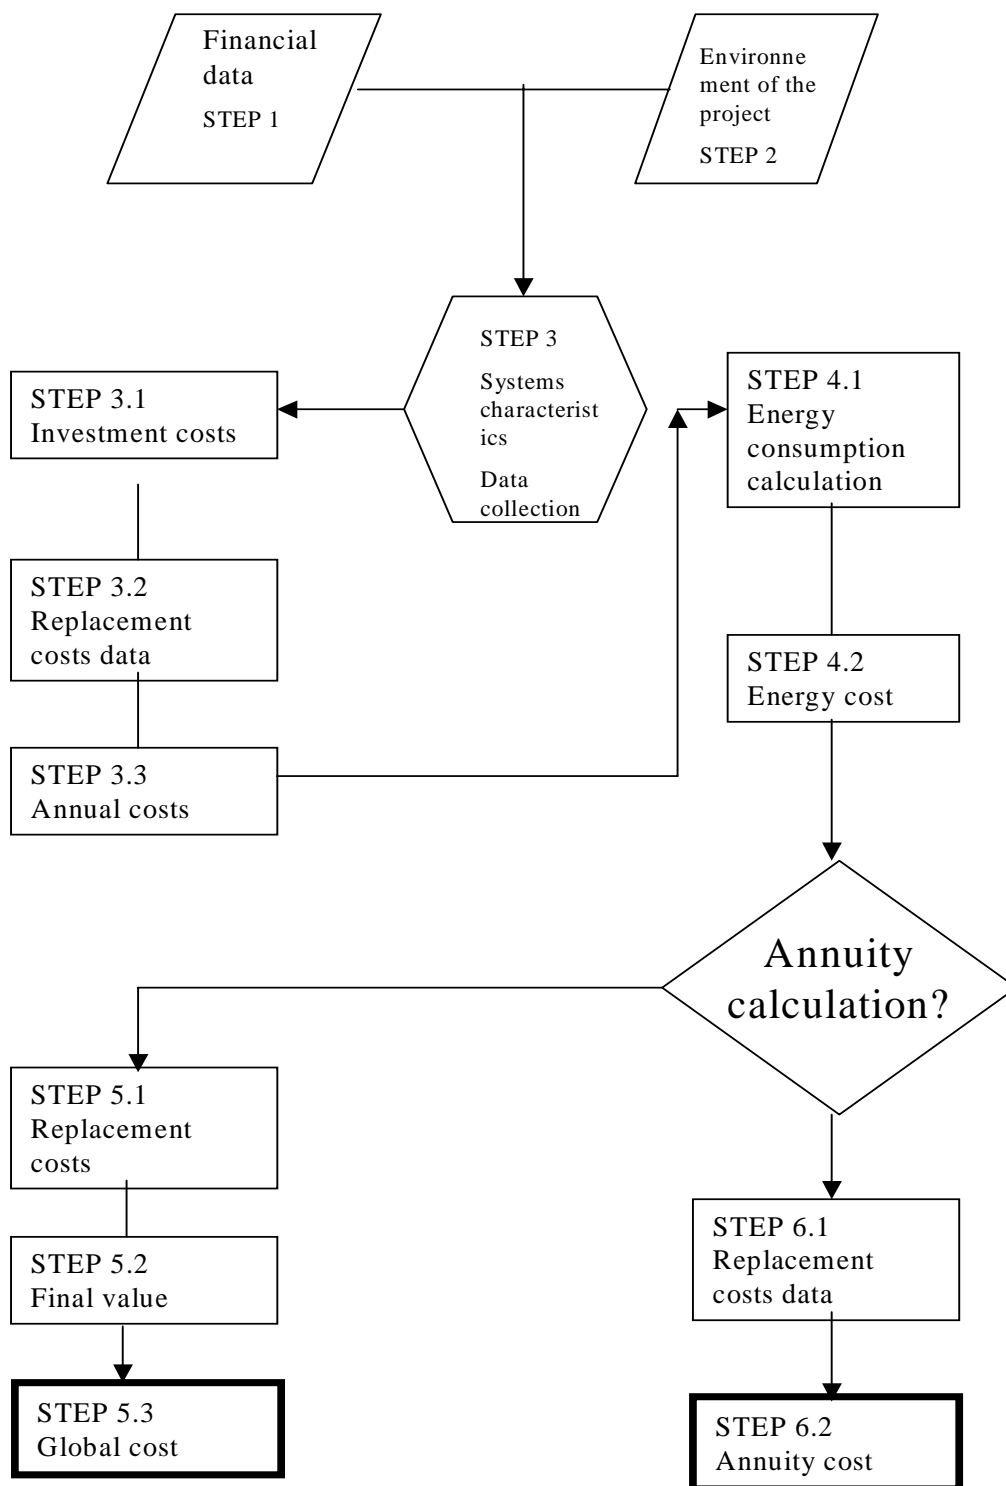 Financial
data
STEP 1
Environne
ment of the
project
STEP 2
STEP 3
Systems
characterist
ics
Data
collection
STEP 3.1
Investment costs
STEP 3.2
Replacement
costs data
STEP 3.3
Annual costs
STEP 4.1
Energy
consumption
calculation
STEP 4.2
Energy cost
Annuity
calculation?
STEP 5.1
Replacement
costs
STEP 5.2
Final value
STEP 5.3
Global cost
STEP 6.1
Replacement
costs data
STEP 6.2
Annuity cost